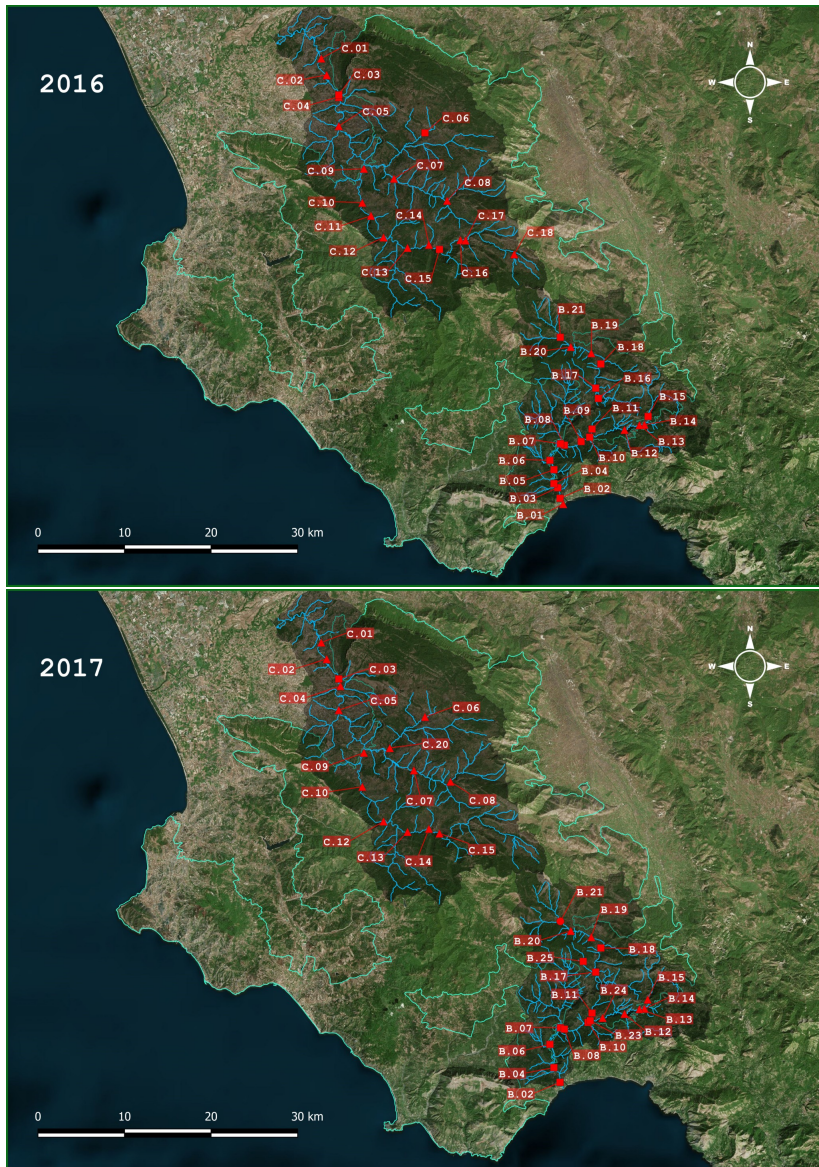 2016
N
W
E
S
C.01
C.02
C.03
C.04
C.05
C.06
C.07
C.09
C.08
C.10
C.14
C.17
C.11
C.12
C.18
C.13
C.15
C.16
B.21
B.19
B.20
B.18
B.17
B.16
B.15
B.11
B.09
B.08
B.14
B.07
B.13
B.12
B.10
B.06
B.04
B.05
B.02
B.03
B.01
0
10
20
30 km
2017
N
W
E
S
C.01
C.02
C.03
C.04
C.05
C.06
C.20
C.09
C.10
C.07
C.08
C.12
C.13
C.14
C.15
B.21
B.19
B.20
B.18
B.25
B.17
B.15
B.24
B.11
B.14
B.13
B.07
B.12
B.23
B.10
B.06
B.08
B.04
B.02
0
10
20
30 km